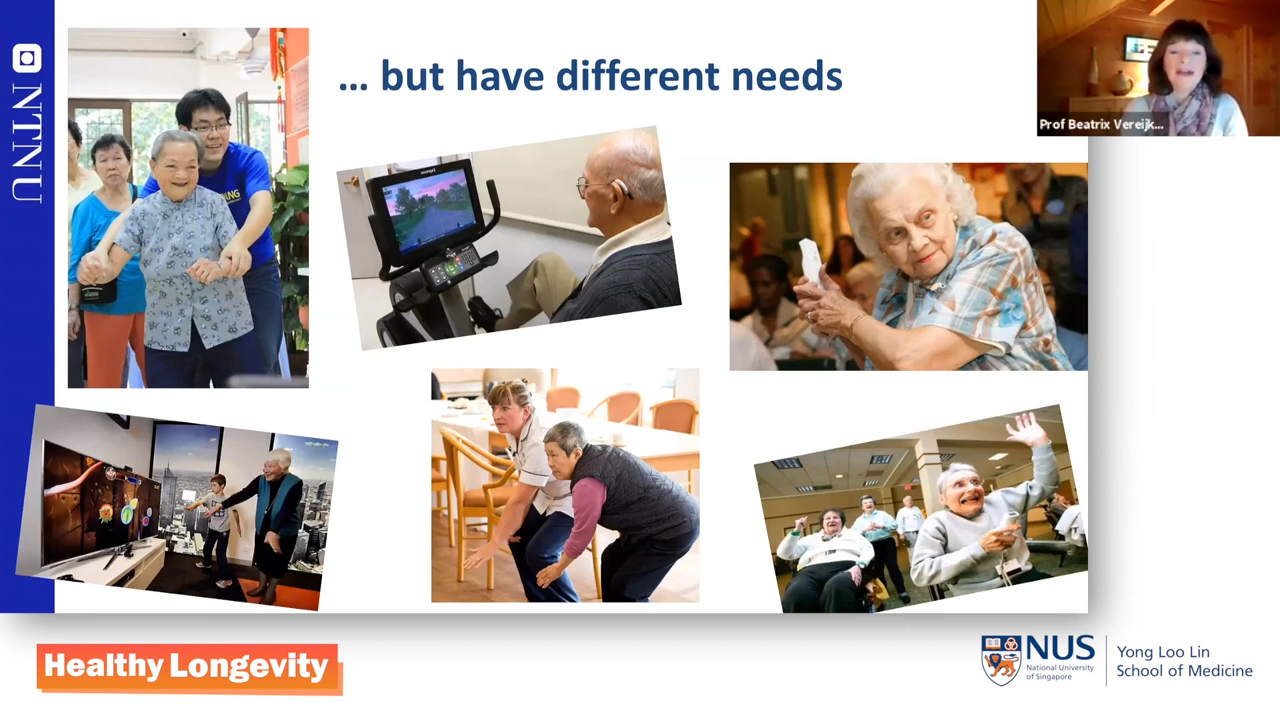 NTNU
... but have different needs
Prof Beatrix Vereijk...
NG
Healthy Longevity
NUS
National University
of Singapore
Yong Loo Lin
School of Medicine